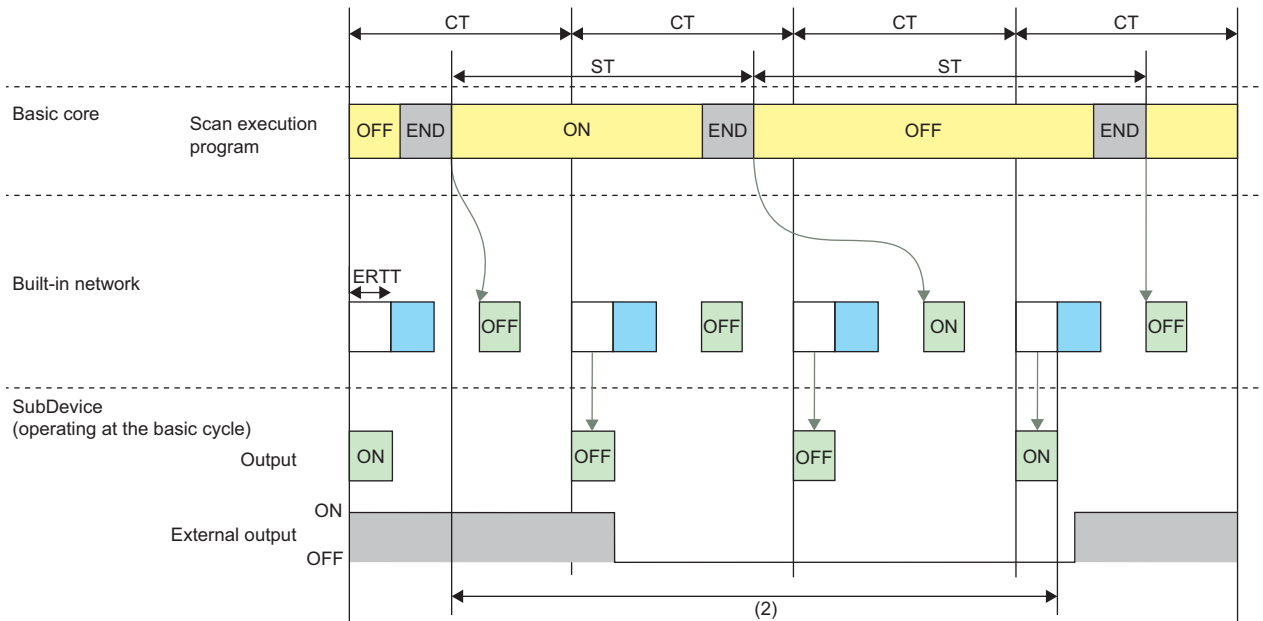 CT CT CT CT
ST ST
Basic core
Scan execution
program
OFF END ON END OFF END
Built-in network
ERTT
OFF OFF ON OFF
SubDevice
(operating at the basic cycle)
Output
ON OFF OFF ON
ON
External output
OFF
(2)